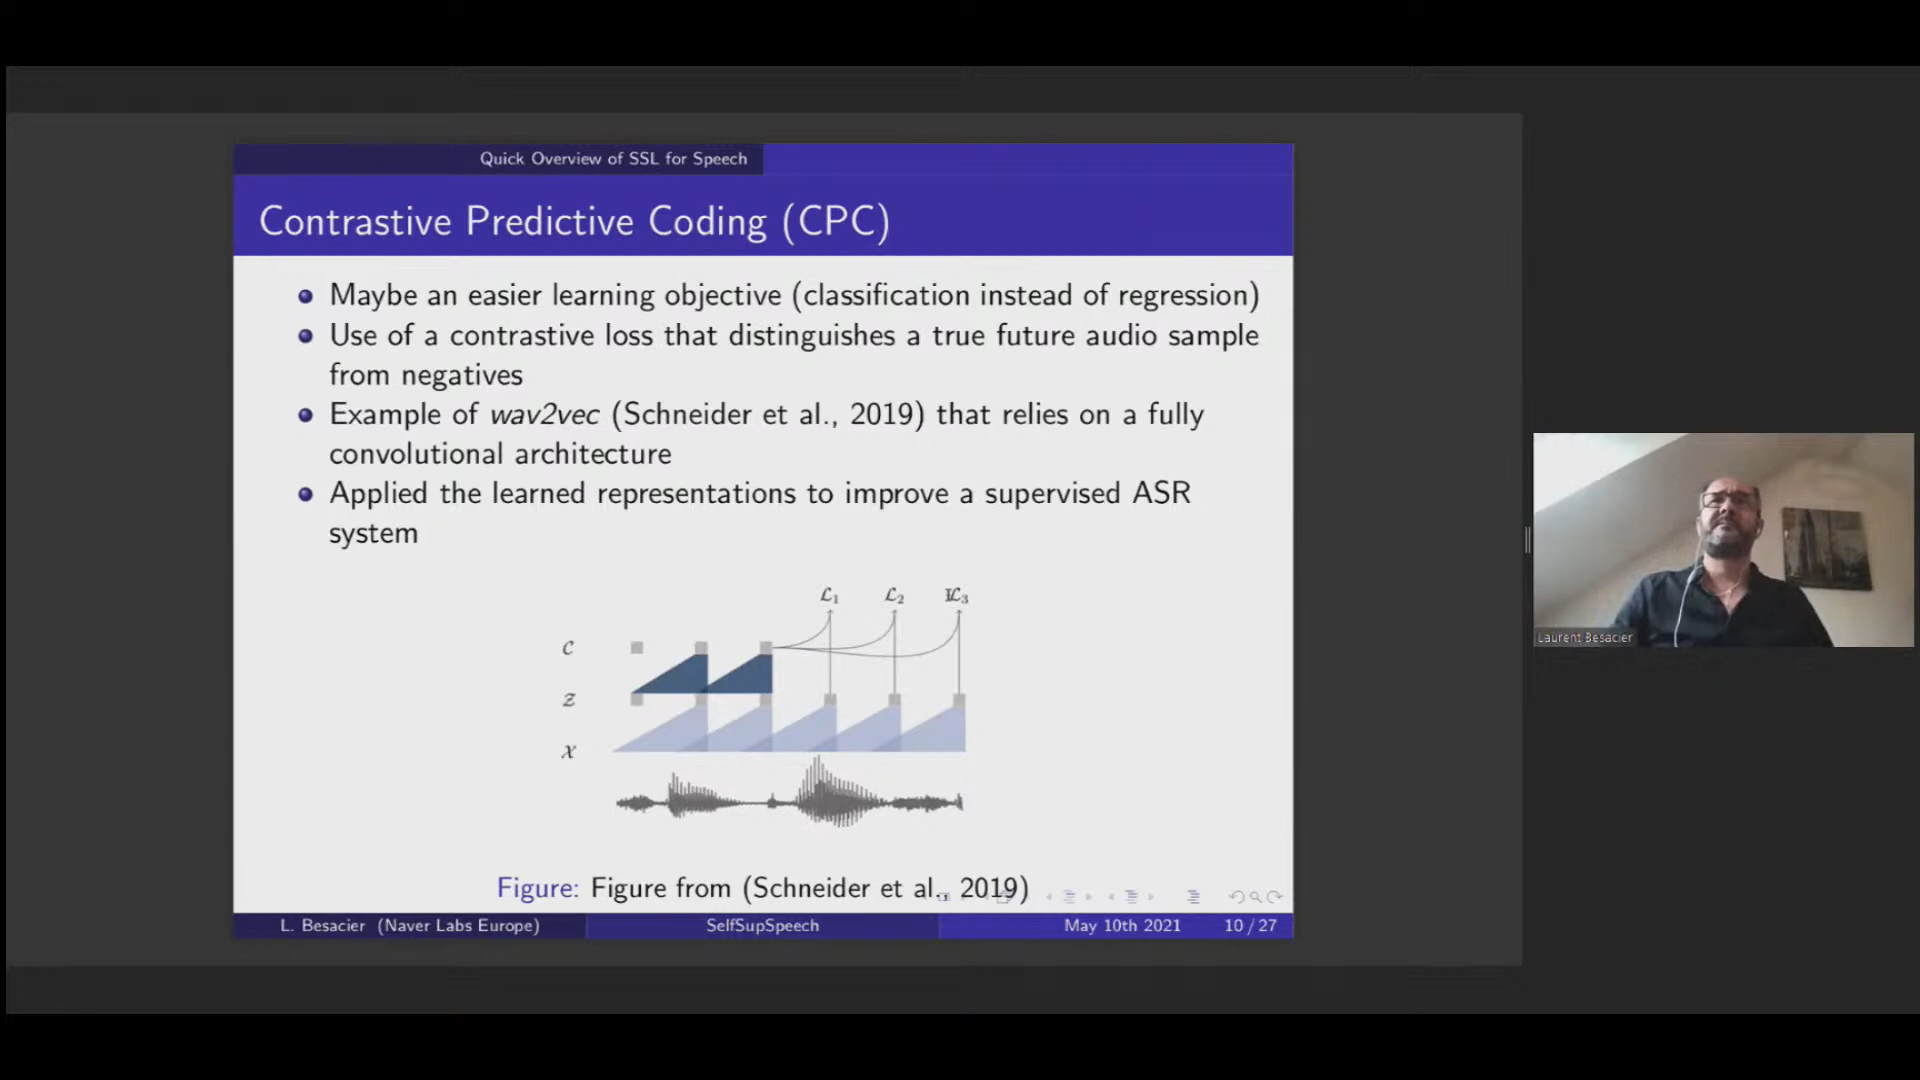 Quick Overview of SSL for Speech
Contrastive Predictive Coding (CPC)
Maybe an easier learning objective (classification instead of regression)
Use of a contrastive loss that distinguishes a true future audio sample
from negatives
Example of wav2vec (Schneider et al., 2019) that relies on a fully
convolutional architecture
Applied the learned representations to improve a supervised ASR
system
ℒ₁ ℒ₂ ℒ₃
𝒞
𝒵
𝒳
Figure: Figure from (Schneider et al., 2019)
L. Besacier (Naver Labs Europe) SelfSupSpeech May 10th 2021 10 / 27
Laurent Besacier